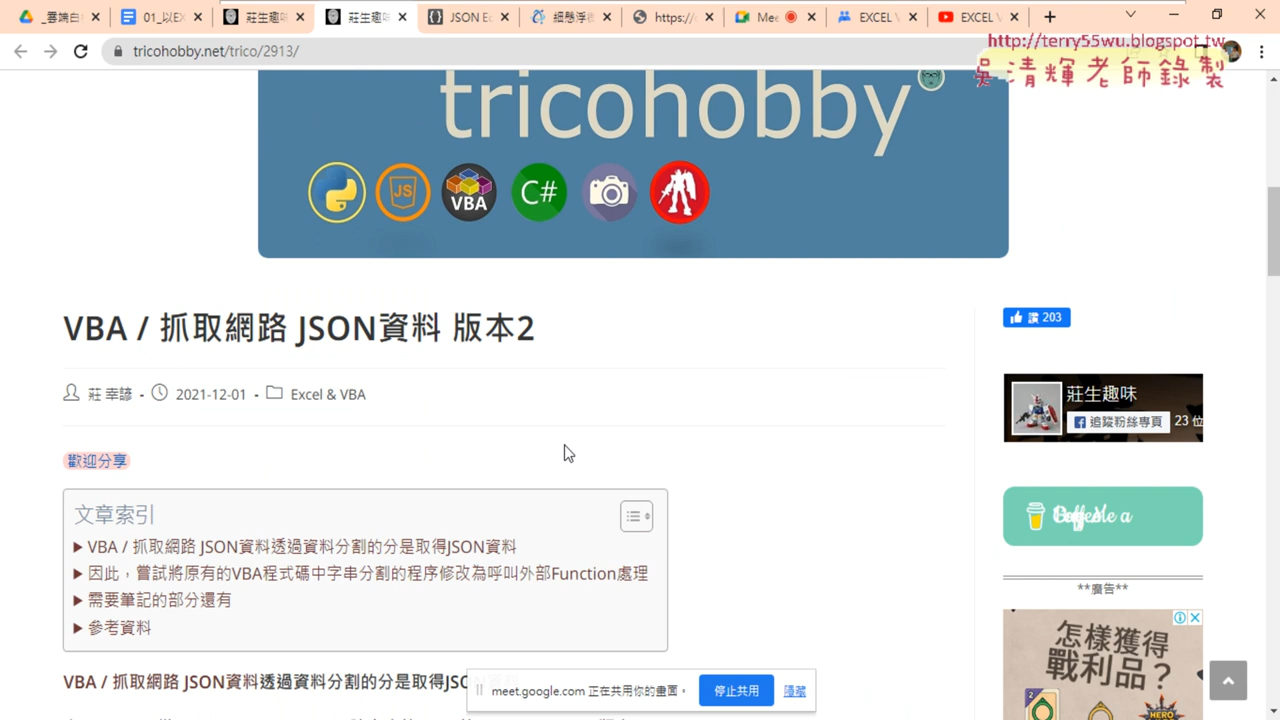 _雲端白
01_以EX
莊生趣味
莊生趣味
JSON Ed
細懸浮微
https://
Mee
EXCEL V
EXCEL V
tricohobby.net/trico/2913/
http://terry55wu.blogspot.tw
吳清輝老師錄製
tricohobby
JS
VBA
C#
VBA / 抓取網路 JSON資料 版本2
讚 203
莊 幸諺 - 2021-12-01 - Excel & VBA
莊生趣味
追蹤粉絲專頁
23 位
歡迎分享
文章索引
VBA / 抓取網路 JSON資料透過資料分割的分是取得JSON資料
因此，嘗試將原有的VBA程式碼中字串分割的程序修改為呼叫外部Function處理
需要筆記的部分還有
參考資料
**廣告**
怎樣獲得
戰利品？
HERO
VBA / 抓取網路 JSON資料透過資料分割的分是取得JSO
meet.google.com 正在共用你的畫面。
停止共用
隱藏